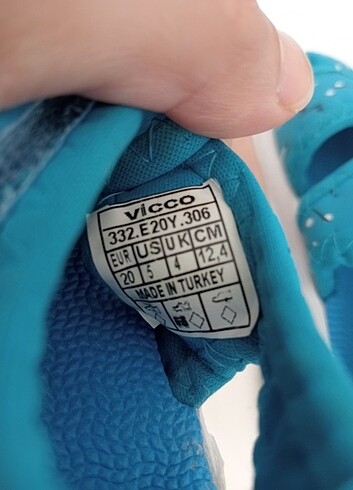 vicco
332.E20Y.306
EUR US UK CM
20 5 4 12,4
MADE IN TURKEY